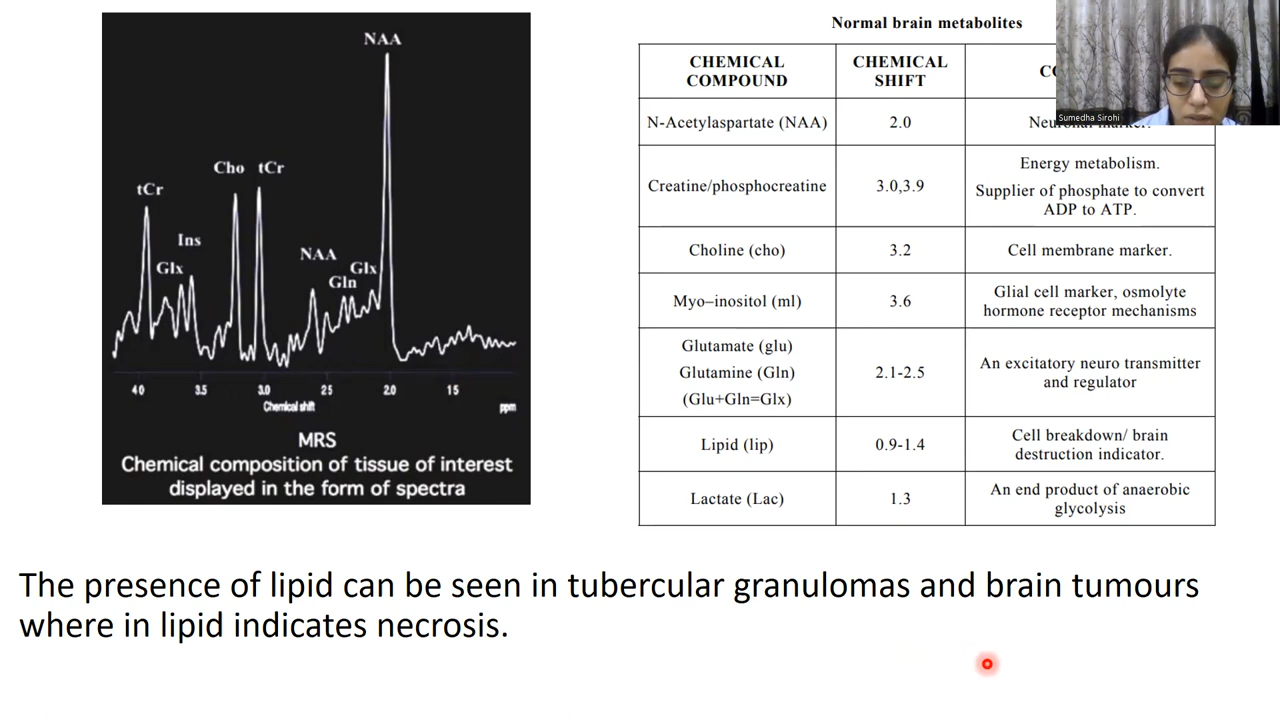 NAA
Cho tCr
tCr
Ins
NAA
Glx
Glx
Gln
40 3.5 3.0 25 2.0 15
Chemical shift ppm
MRS
Chemical composition of tissue of interest
displayed in the form of spectra
Normal brain metabolites
CHEMICAL
COMPOUND
CHEMICAL
SHIFT
N-Acetylaspartate (NAA)
2.0
Creatine/phosphocreatine
3.0,3.9
Energy metabolism.
Supplier of phosphate to convert
ADP to ATP.
Choline (cho)
3.2
Cell membrane marker.
Myo–inositol (ml)
3.6
Glial cell marker, osmolyte
hormone receptor mechanisms
Glutamate (glu)
Glutamine (Gln)
(Glu+Gln=Glx)
2.1-2.5
An excitatory neuro transmitter
and regulator
Lipid (lip)
0.9-1.4
Cell breakdown/ brain
destruction indicator.
Lactate (Lac)
1.3
An end product of anaerobic
glycolysis
Sumedha Sirohi
The presence of lipid can be seen in tubercular granulomas and brain tumours
where in lipid indicates necrosis.